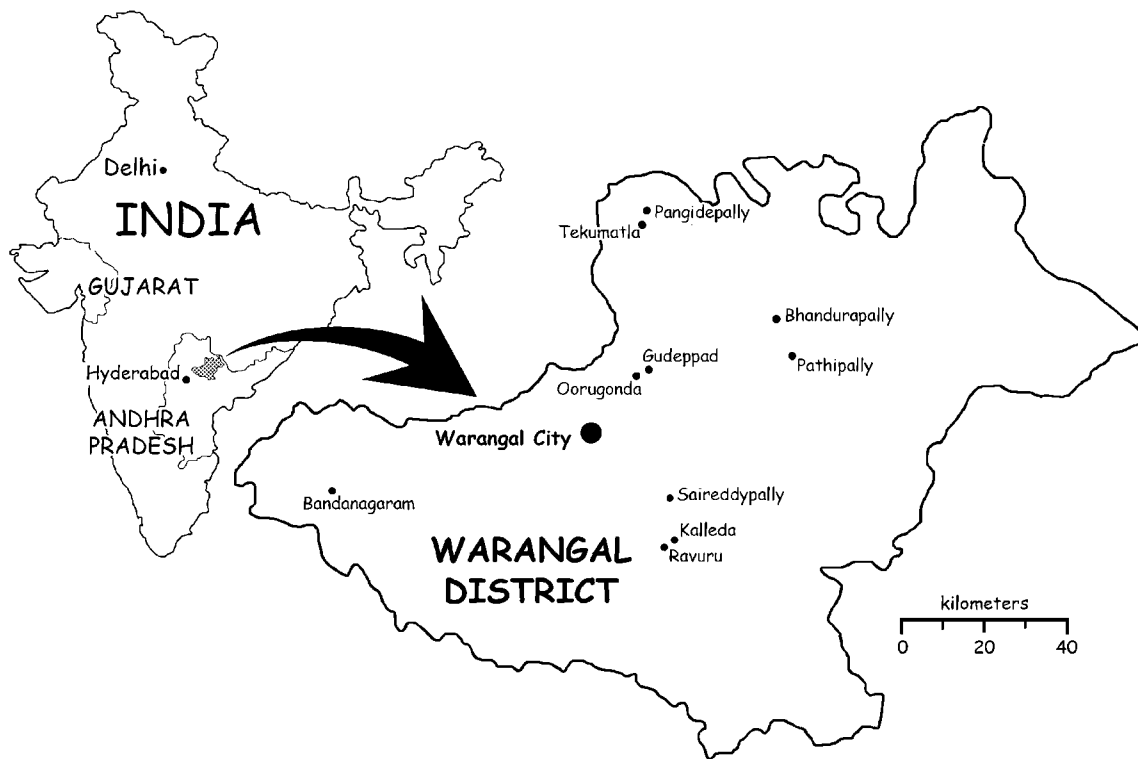 Delhi
INDIA
GUJARAT
Hyderabad
ANDHRA
PRADESH
Pangidepally
Tekumatla
Bhandurapally
Pathipally
Gudeppad
Oorugonda
Warangal City
Bandanagaram
Saireddypally
Kalleda
Ravuru
WARANGAL
DISTRICT
kilometers
0 20 40